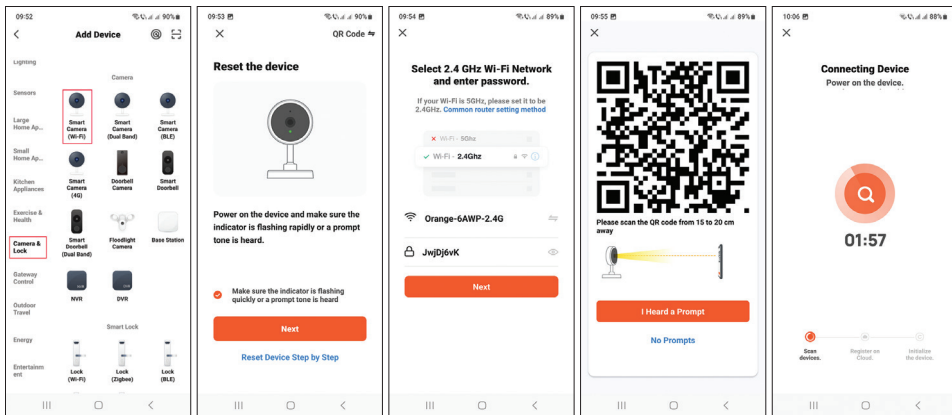 09:52
90%
Add Device
Lighting
Sensors
Large
Home Ap...
Small
Home Ap...
Kitchen
Appliances
Exercise &
Health
Camera &
Lock
Gateway
Control
Outdoor
Travel
Energy
Entertainm
ent
Camera
Smart
Camera
(Wi-Fi)
Smart
Camera
(Dual Band)
Smart
Camera
(BLE)
Smart
Camera
(4G)
Doorbell
Camera
Smart
Doorbell
Smart
Doorbell
(Dual Band)
Floodlight
Camera
Base Station
NVR
DVR
Smart Lock
Lock
(Wi-Fi)
Lock
(Zigbee)
Lock
(BLE)
09:53
90%
QR Code
Reset the device
Power on the device and make sure the
indicator is flashing rapidly or a prompt
tone is heard.
Make sure the indicator is flashing
quickly or a prompt tone is heard
Next
Reset Device Step by Step
09:54
89%
Select 2.4 GHz Wi-Fi Network
and enter password.
If your Wi-Fi is 5GHz, please set it to be
2.4GHz. Common router setting method
Wi-Fi - 5Ghz
Wi-Fi - 2.4Ghz
Orange-6AWP-2.4G
JwjDj6vK
Next
09:55
89%
Please scan the QR code from 15 to 20 cm
away
I Heard a Prompt
No Prompts
10:06
88%
Connecting Device
Power on the device.
01:57
Scan
devices.
Register on
Cloud.
Initialize
the device.